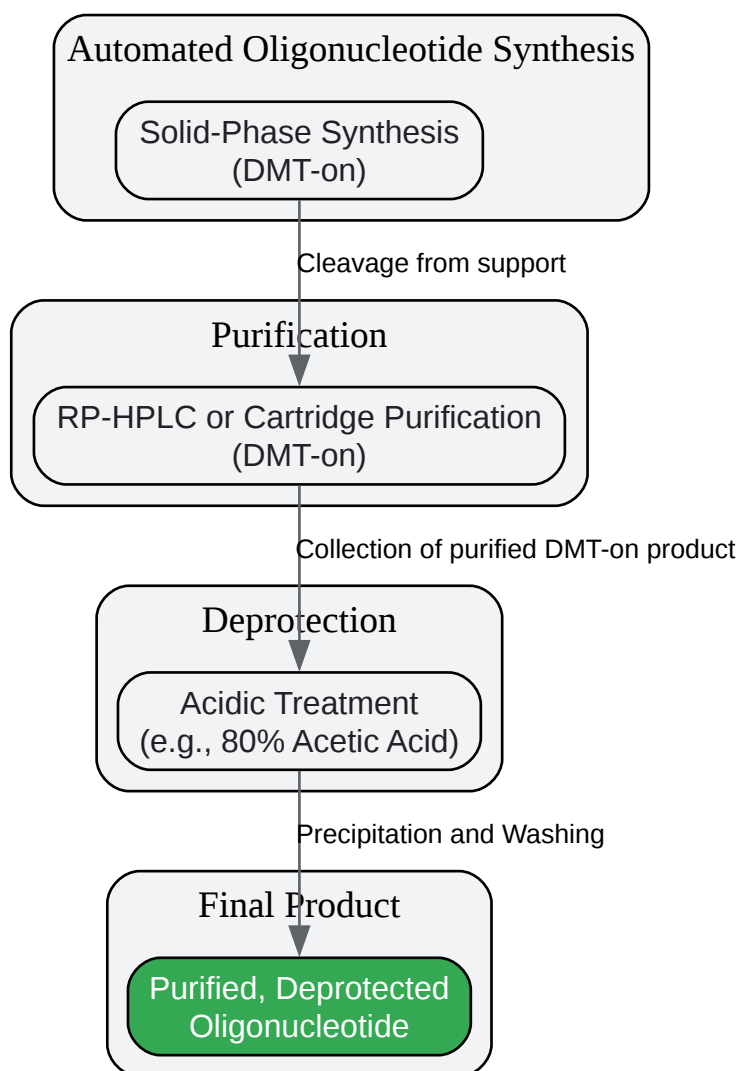 Automated Oligonucleotide Synthesis
Solid-Phase Synthesis
(DMT-on)
Cleavage from support
Purification
RP-HPLC or Cartridge Purification
(DMT-on)
Collection of purified DMT-on product
Deprotection
Acidic Treatment
(e.g., 80% Acetic Acid)
Precipitation and Washing
Final Product
Purified, Deprotected
Oligonucleotide